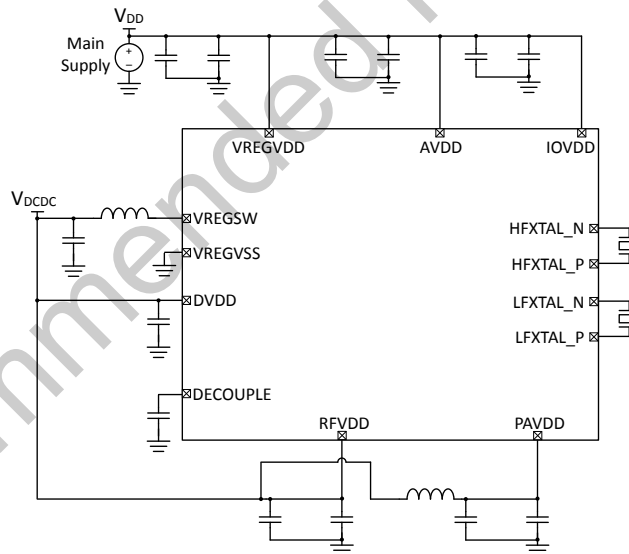 VDD
Main
Supply
+
−
VREGVDD
AVDD
IOVDD
VDCDC
VREGSW
VREGVSS
DVDD
DECOUPLE
HFXTAL_N
HFXTAL_P
LFXTAL_N
LFXTAL_P
RFVDD
PAVDD